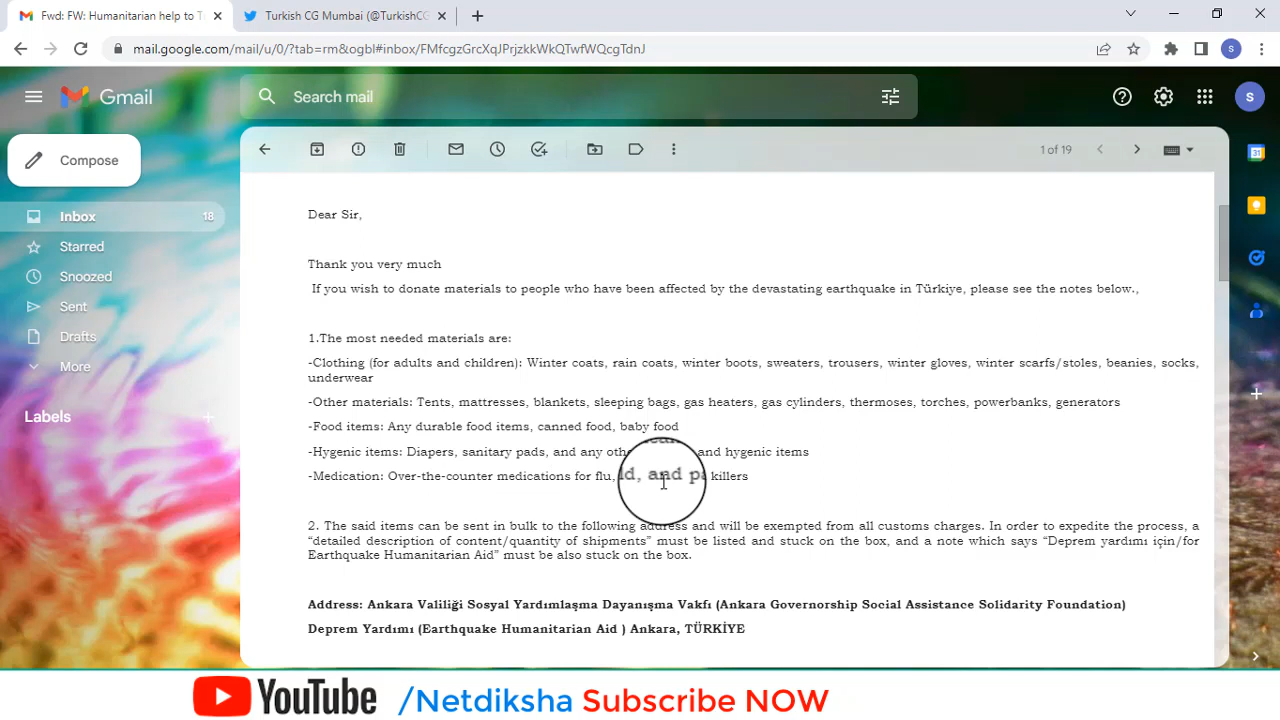 Fwd: FW: Humanitarian help to T
Turkish CG Mumbai (@TurkishCG
mail.google.com/mail/u/0/?tab=rm&ogbl#inbox/FMfcgzGrcXqJPrjzkkWkQTwfWQcgTdnJ
S
Gmail
Search mail
S
Compose
1 of 19
Inbox 18
Starred
Snoozed
Sent
Drafts
More
Labels
Dear Sir,
Thank you very much
If you wish to donate materials to people who have been affected by the devastating earthquake in Türkiye, please see the notes below.,
1.The most needed materials are:
-Clothing (for adults and children): Winter coats, rain coats, winter boots, sweaters, trousers, winter gloves, winter scarfs/stoles, beanies, socks,
underwear
-Other materials: Tents, mattresses, blankets, sleeping bags, gas heaters, gas cylinders, thermoses, torches, powerbanks, generators
-Food items: Any durable food items, canned food, baby food
-Hygenic items: Diapers, sanitary pads, and any and hygenic items
-Medication: Over-the-counter medications for flu, and killers
2. The said items can be sent in bulk to the following address and will be exempted from all customs charges. In order to expedite the process, a
“detailed description of content/quantity of shipments” must be listed and stuck on the box, and a note which says “Deprem yardımı için/for
Earthquake Humanitarian Aid” must be also stuck on the box.
Address: Ankara Valiliği Sosyal Yardımlaşma Dayanışma Vakfı (Ankara Governorship Social Assistance Solidarity Foundation)
Deprem Yardımı (Earthquake Humanitarian Aid ) Ankara, TÜRKİYE
YouTube /Netdiksha Subscribe NOW